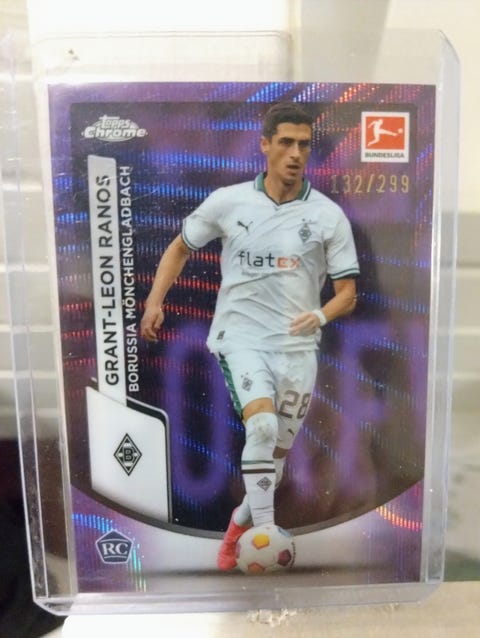 Topps
Chrome
BUNDESLIGA
132/299
GRANT-LEON RANOS
BORUSSIA MÖNCHENGLADBACH
flatex
28
B
RC